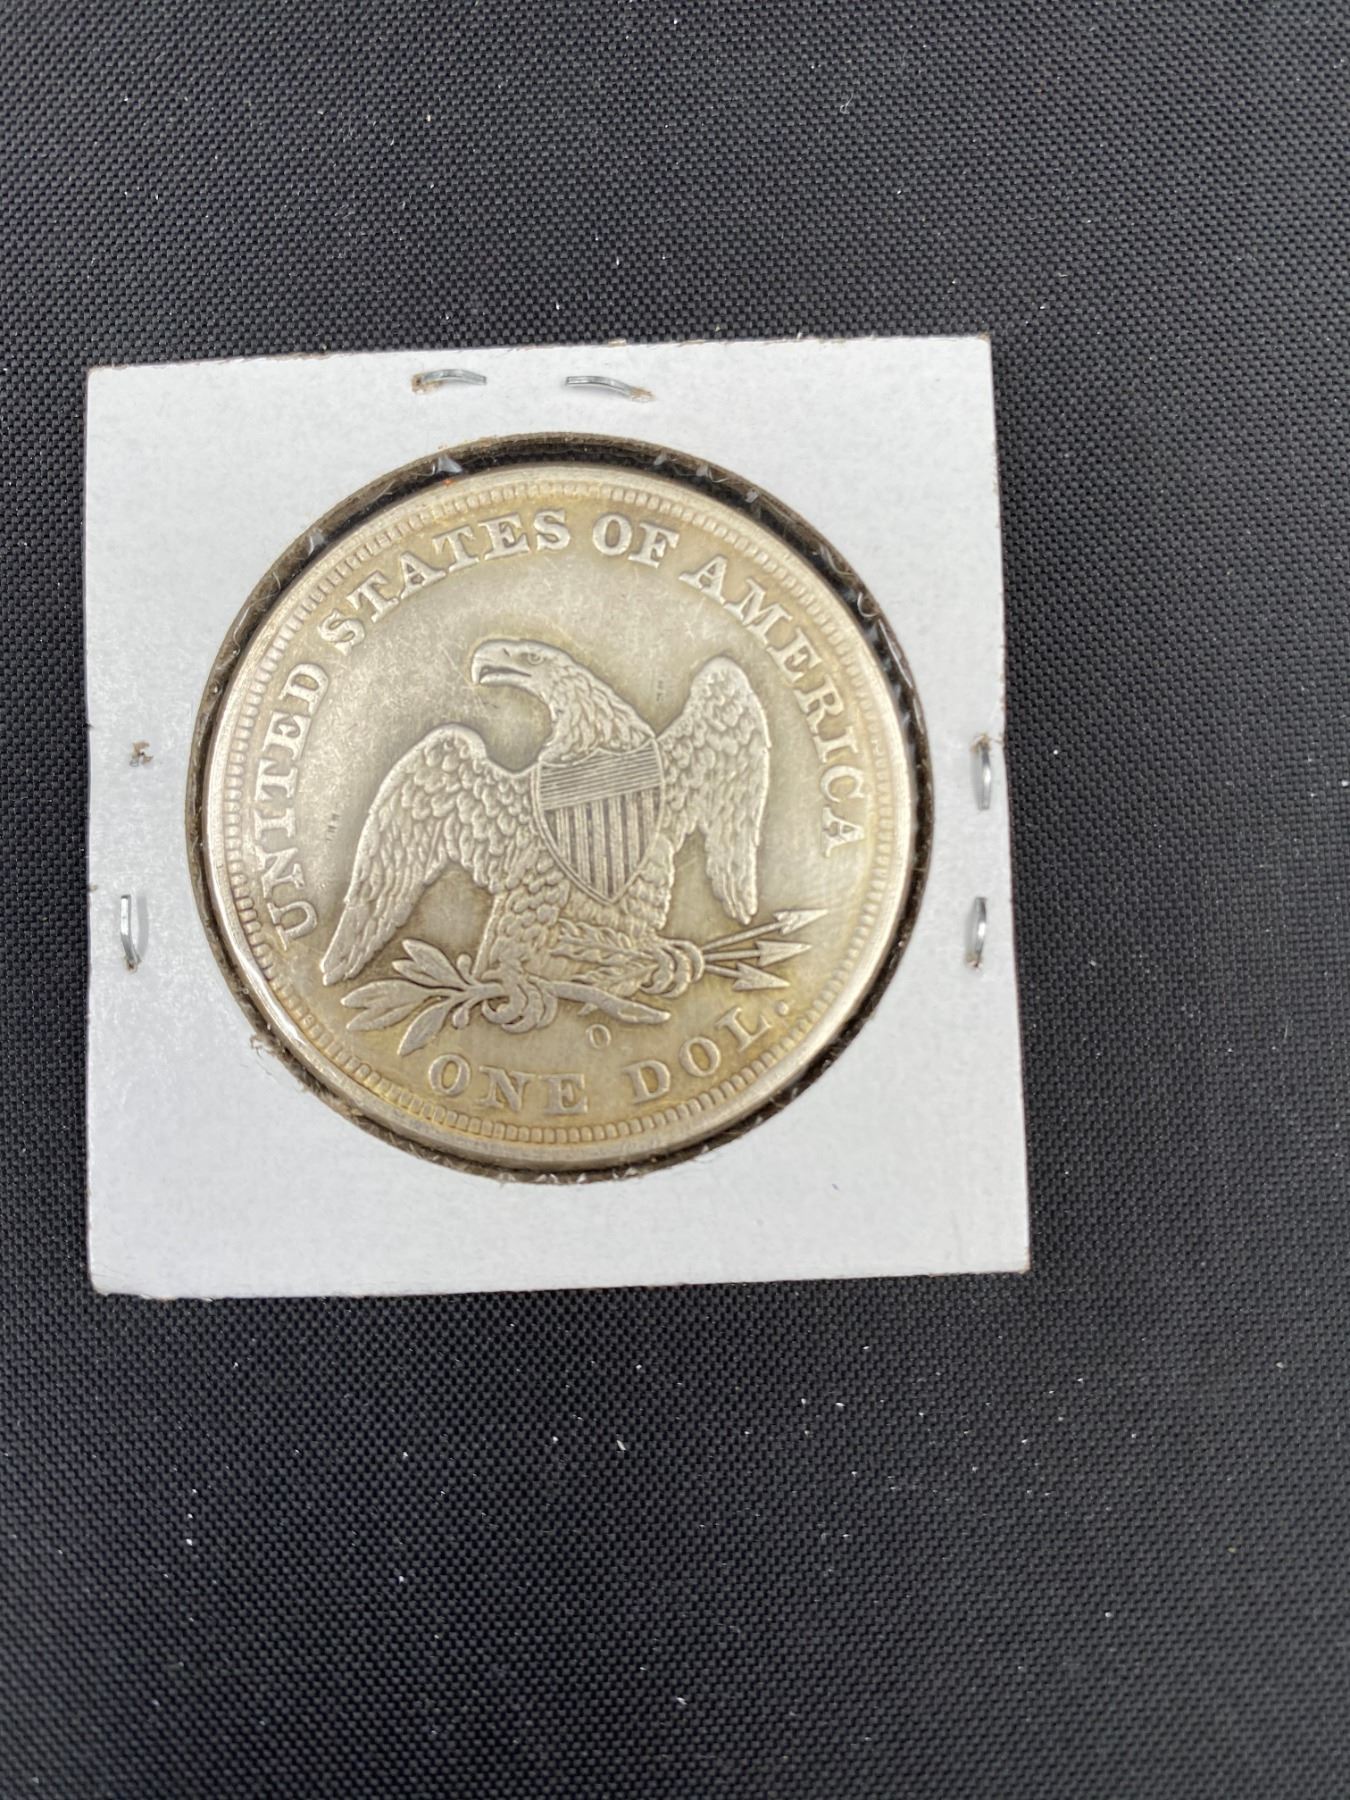 UNITED STATES OF AMERICA
O
ONE DOL.